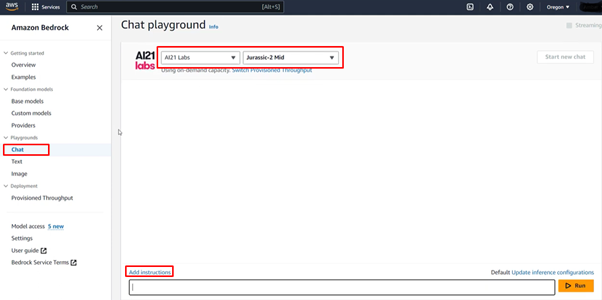 aws
Services
Search
[Alt+S]
Oregon
Amazon Bedrock
Getting started
Overview
Examples
Foundation models
Base models
Custom models
Providers
Playgrounds
Chat
Text
Image
Deployment
Provisioned Throughput
Model access 5 new
Settings
User guide
Bedrock Service Terms
Chat playground Info
Streaming
AI21 labs
AI21 Labs
Jurassic-2 Mid
Start new chat
Using on-demand capacity. Switch Provisioned Throughput
Add instructions
Default Update inference configurations
Run